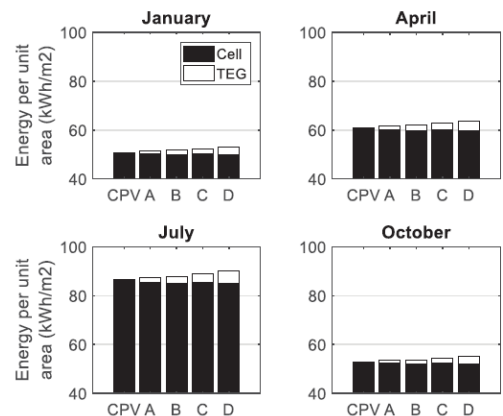 January
Energy per unit
area (kWh/m2)
100
80
60
40
Cell
TEG
CPV A B C D
April
100
80
60
40
CPV A B C D
July
Energy per unit
area (kWh/m2)
100
80
60
40
CPV A B C D
October
100
80
60
40
CPV A B C D